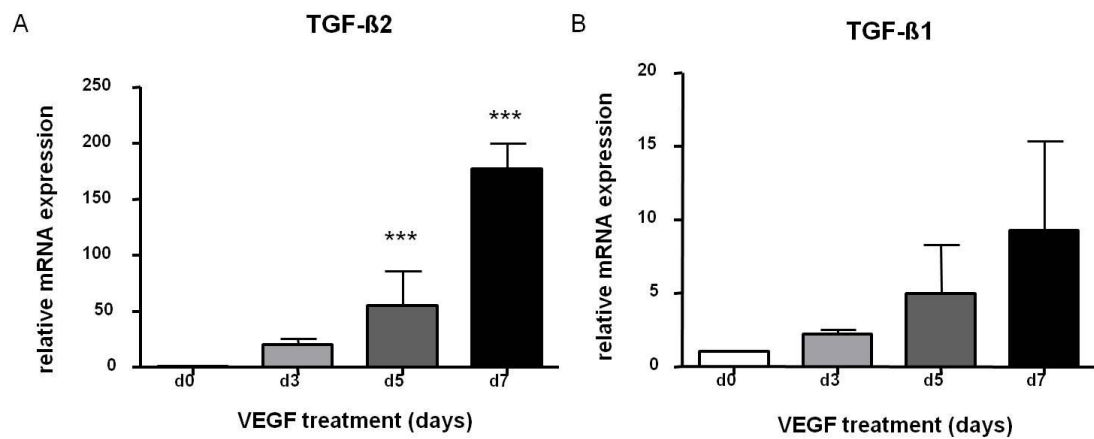 A
TGF-ß2
relative mRNA expression
250
200
150
100
50
0
***
***
d0 d3 d5 d7
VEGF treatment (days)
B
TGF-ß1
relative mRNA expression
20
15
10
5
0
d0 d3 d5 d7
VEGF treatment (days)